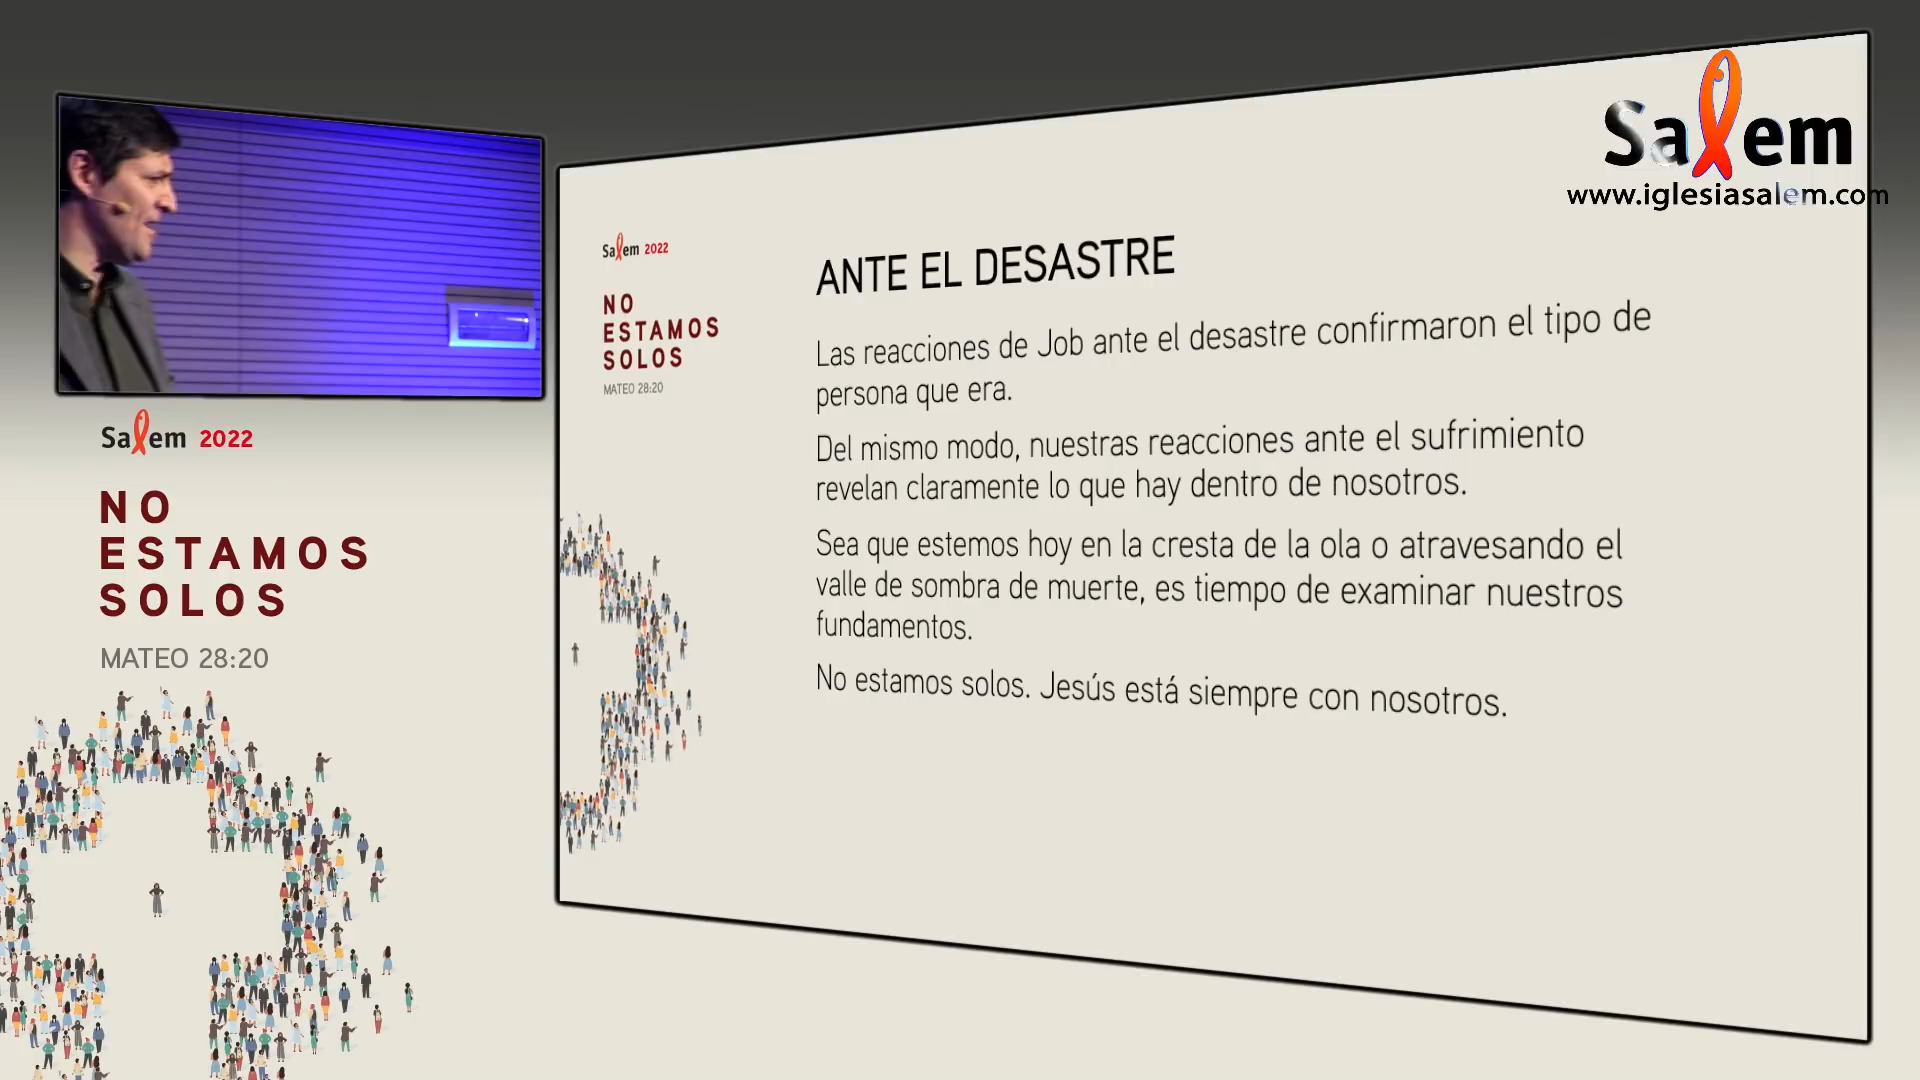 Salem
www.iglesiasalem.com
Salem 2022
NO
ESTAMOS
SOLOS
MATEO 28:20
Salem 2022
NO
ESTAMOS
SOLOS
MATEO 28:20
ANTE EL DESASTRE
Las reacciones de Job ante el desastre confirmaron el tipo de
persona que era.
Del mismo modo, nuestras reacciones ante el sufrimiento
revelan claramente lo que hay dentro de nosotros.
Sea que estemos hoy en la cresta de la ola o atravesando el
valle de sombra de muerte, es tiempo de examinar nuestros
fundamentos.
No estamos solos. Jesús está siempre con nosotros.